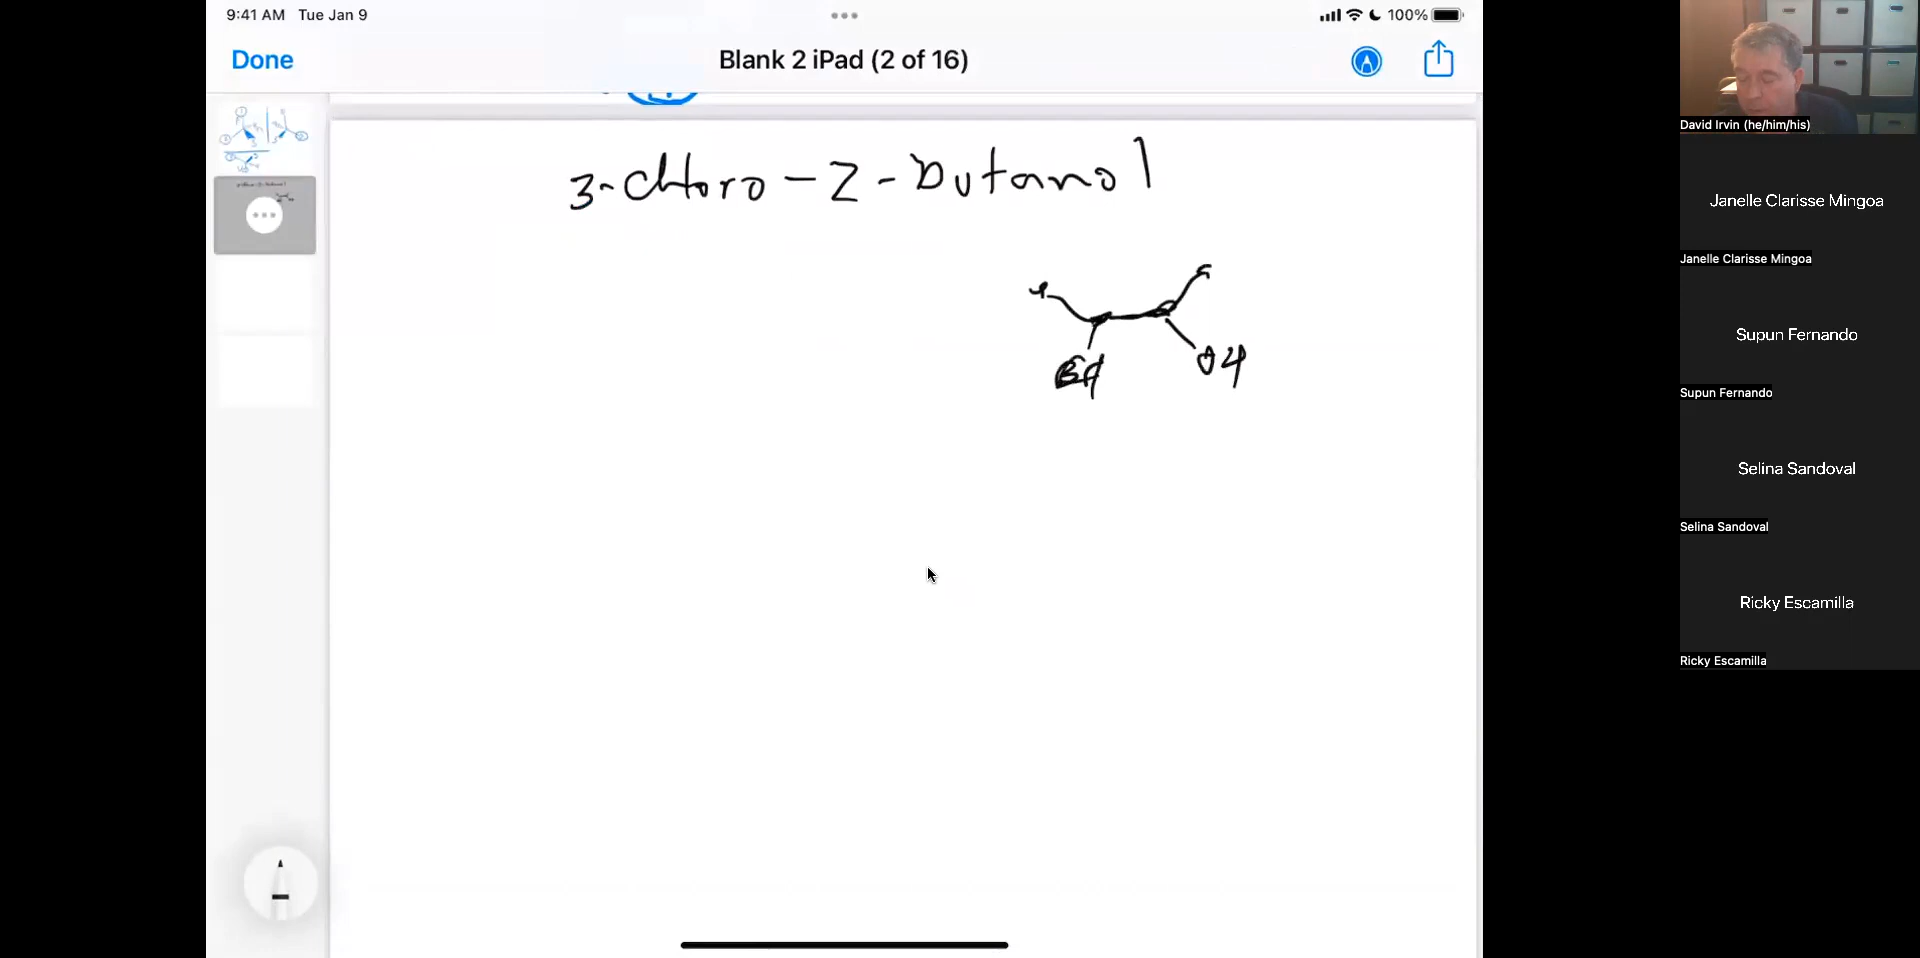 9:41 AM Tue Jan 9
100%
Done
Blank 2 iPad (2 of 16)
3-Chloro-2-Butanol
OH
David Irvin (he/him/his)
Janelle Clarisse Mingoa
Janelle Clarisse Mingoa
Supun Fernando
Supun Fernando
Selina Sandoval
Selina Sandoval
Ricky Escamilla
Ricky Escamilla